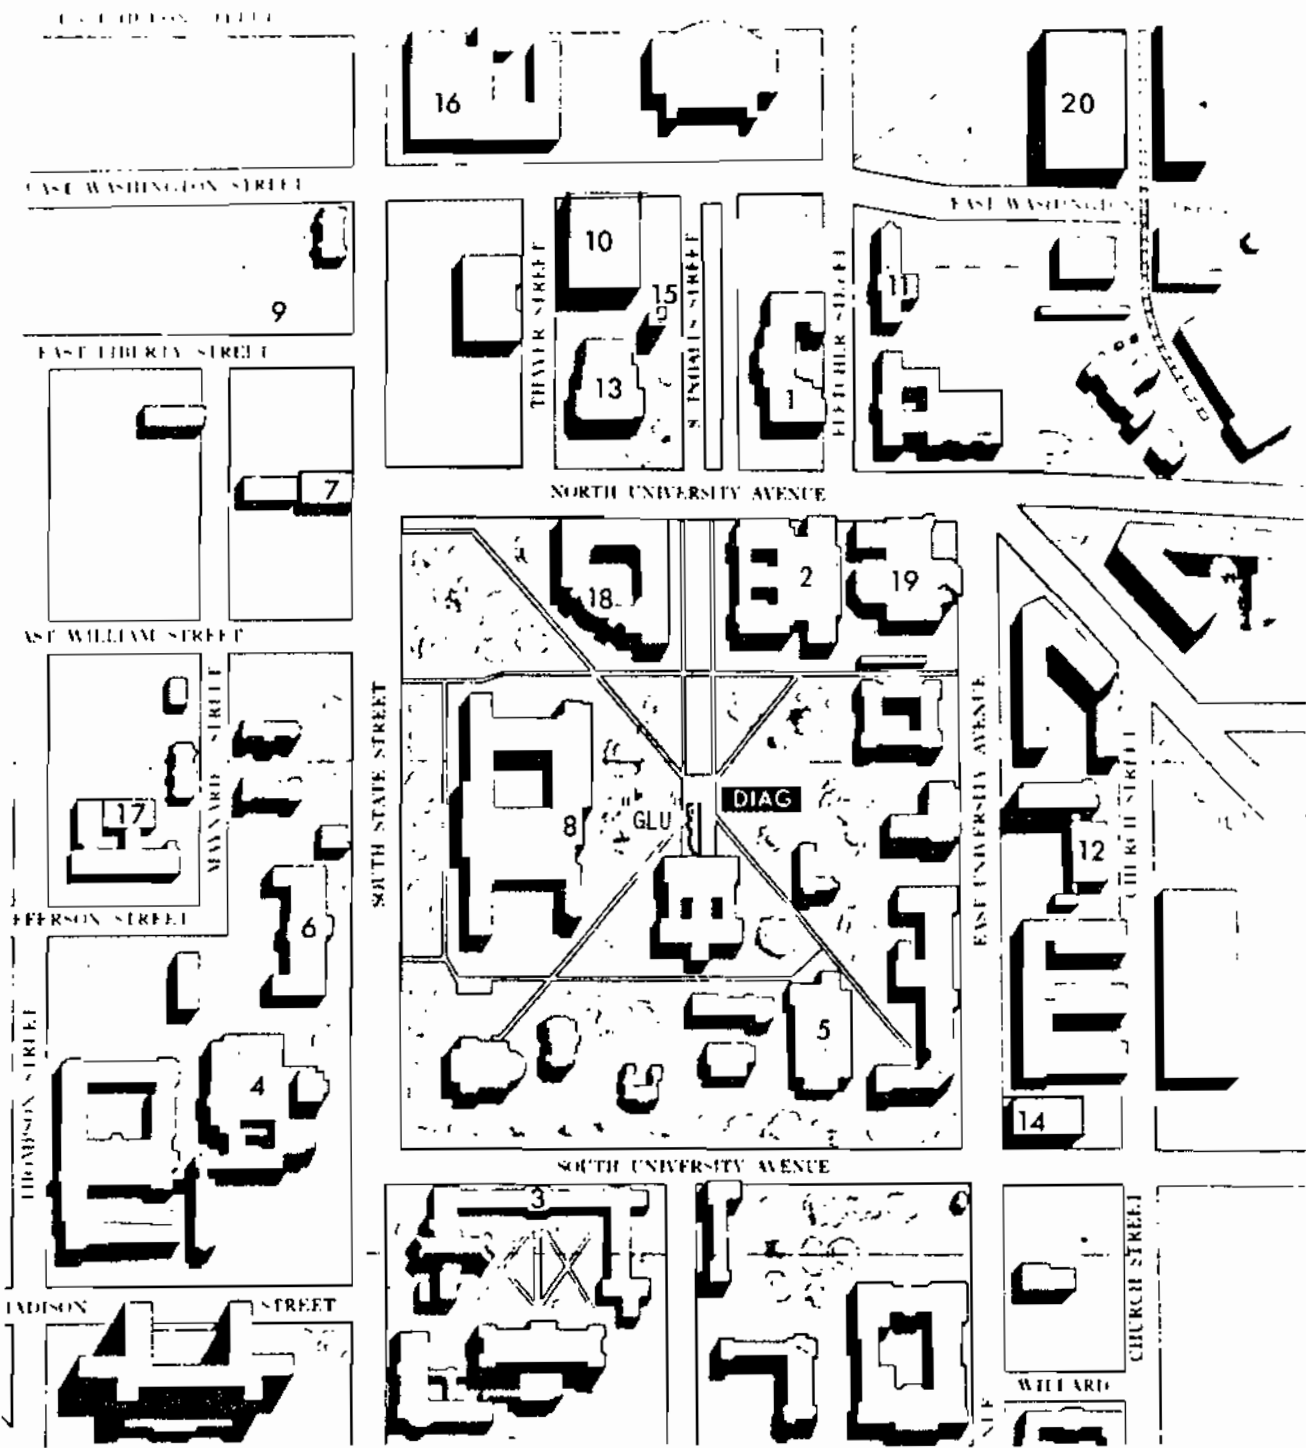 16
20
EAST WASHINGTON STREET
EAST WASHINGTON
10
15
11
9
THAYER STREET
S INGALLS STREET
FLETCHER STREET
EAST LIBERTY STREET
13
1
7
NORTH UNIVERSITY AVENUE
18
2
19
AST WILLIAM STREET
MAYNARD STREET
SOUTH STATE STREET
EAST UNIVERSITY AVENUE
CHURCH STREET
DIAG
GLU
17
8
12
EFFERSON STREET
6
THOMPSON STREET
5
4
14
SOUTH UNIVERSITY AVENUE
3
CHURCH STREET
MADISON STREET
WILLARD